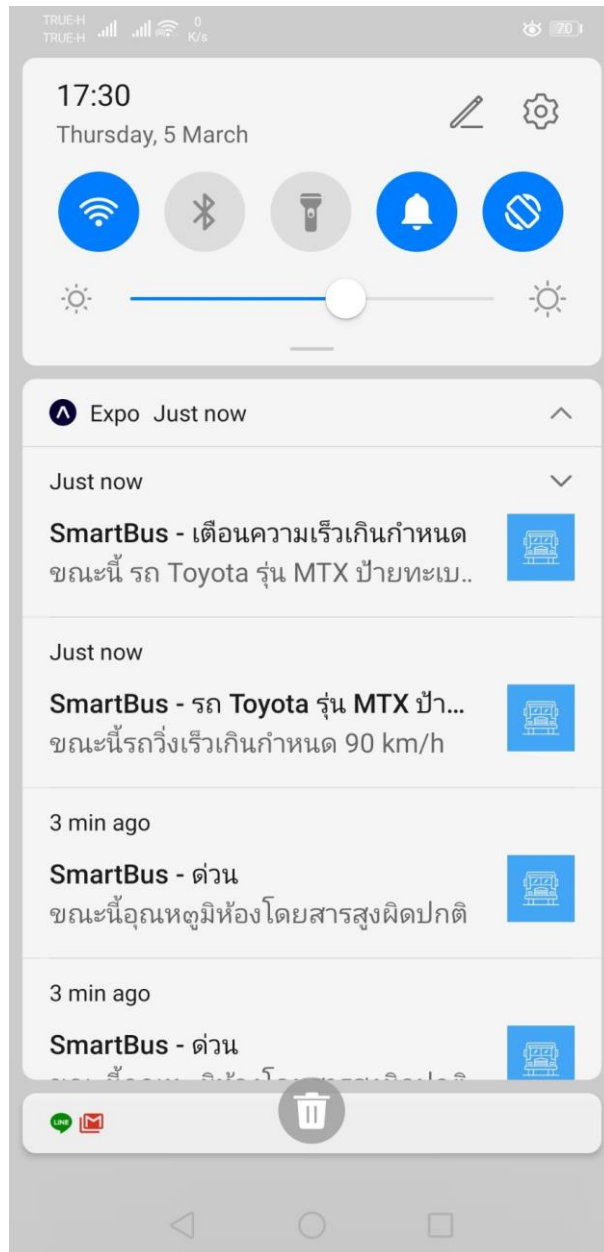 TRUE-H
TRUE-H
0
K/s
70
17:30
Thursday, 5 March
Expo Just now
Just now
SmartBus - เตือนความเร็วเกินกำหนด
ขณะนี้ รถ Toyota รุ่น MTX ป้ายทะเบ..
Just now
SmartBus - รถ Toyota รุ่น MTX ป้า...
ขณะนี้รถวิ่งเร็วเกินกำหนด 90 km/h
3 min ago
SmartBus - ด่วน
ขณะนี้อุณหตูมิห้องโดยสารสูงผิดปกติ
3 min ago
SmartBus - ด่วน
LINE